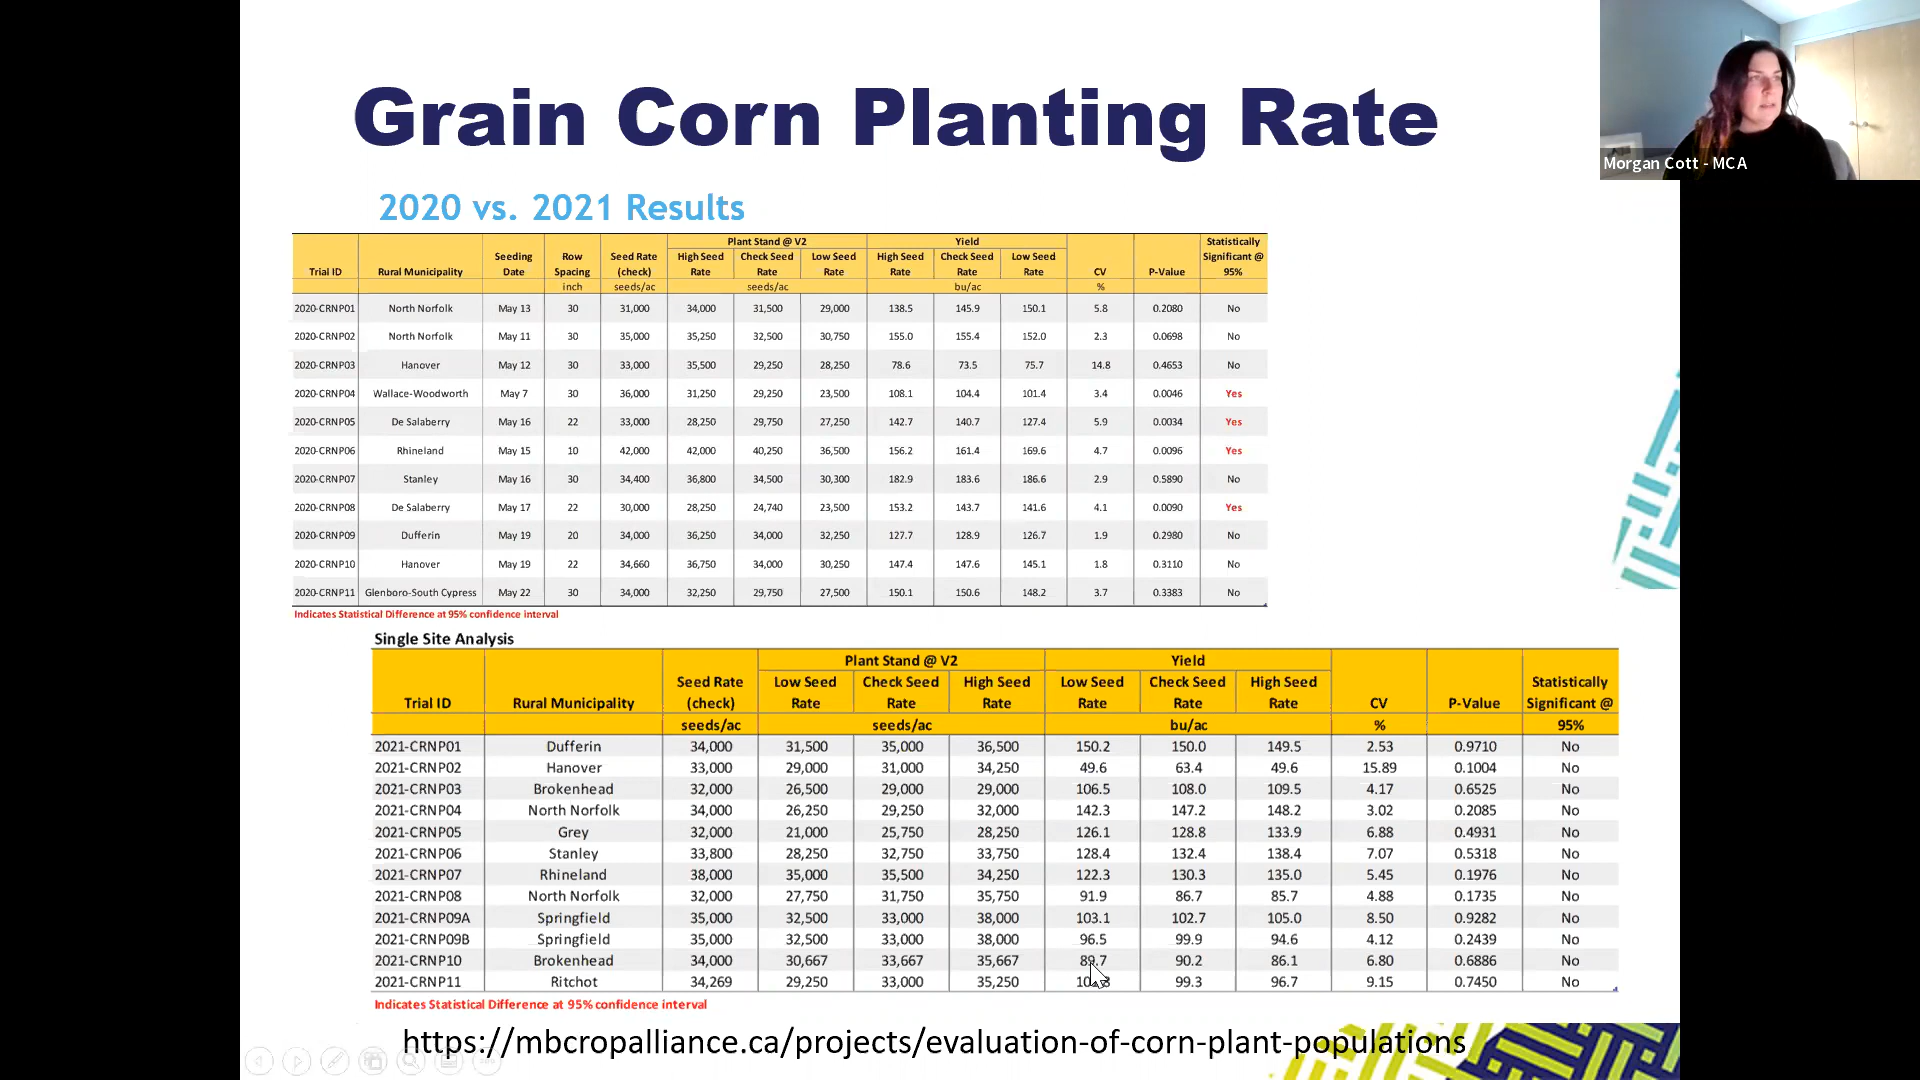 Grain Corn Planting Rate
Morgan Cott - MCA
2020 vs. 2021 Results
Plant Stand @ V2 Yield Statistically
Seeding Row Seed Rate High Seed Check Seed Low Seed High Seed Check Seed Low Seed Significant @
Trial ID Rural Municipality Date Spacing (check) Rate Rate Rate Rate Rate Rate CV P-Value 95%
inch seeds/ac seeds/ac bu/ac %
2020-CRNP01 North Norfolk May 13 30 31,000 34,000 31,500 29,000 138.5 145.9 150.1 5.8 0.2080 No
2020-CRNP02 North Norfolk May 11 30 35,000 35,250 32,500 30,750 155.0 155.4 152.0 2.3 0.0698 No
2020-CRNP03 Hanover May 12 30 33,000 35,500 29,250 28,250 78.6 73.5 75.7 14.8 0.4653 No
2020-CRNP04 Wallace-Woodworth May 7 30 36,000 31,250 29,250 23,500 108.1 104.4 101.4 3.4 0.0046 Yes
2020-CRNP05 De Salaberry May 16 22 33,000 28,250 29,750 27,250 142.7 140.7 127.4 5.9 0.0034 Yes
2020-CRNP06 Rhineland May 15 10 42,000 42,000 40,250 36,500 156.2 161.4 169.6 4.7 0.0096 Yes
2020-CRNP07 Stanley May 16 30 34,400 36,800 34,500 30,300 182.9 183.6 186.6 2.9 0.5890 No
2020-CRNP08 De Salaberry May 17 22 30,000 28,250 24,740 23,500 153.2 143.7 141.6 4.1 0.0090 Yes
2020-CRNP09 Dufferin May 19 20 34,000 36,250 34,000 32,250 127.7 128.9 126.7 1.9 0.2980 No
2020-CRNP10 Hanover May 19 22 34,660 36,750 34,000 30,250 147.4 147.6 145.1 1.8 0.3110 No
2020-CRNP11 Glenboro-South Cypress May 22 30 34,000 32,250 29,750 27,500 150.1 150.6 148.2 3.7 0.3383 No
Indicates Statistical Difference at 95% confidence interval
Single Site Analysis
Plant Stand @ V2 Yield
Seed Rate Low Seed Check Seed High Seed Low Seed Check Seed High Seed Statistically
Trial ID Rural Municipality (check) Rate Rate Rate Rate Rate Rate CV P-Value Significant @
seeds/ac seeds/ac bu/ac % 95%
2021-CRNP01 Dufferin 34,000 31,500 35,000 36,500 150.2 150.0 149.5 2.53 0.9710 No
2021-CRNP02 Hanover 33,000 29,000 31,000 34,250 49.6 63.4 49.6 15.89 0.1004 No
2021-CRNP03 Brokenhead 32,000 26,500 29,000 29,000 106.5 108.0 109.5 4.17 0.6525 No
2021-CRNP04 North Norfolk 34,000 26,250 29,250 32,000 142.3 147.2 148.2 3.02 0.2085 No
2021-CRNP05 Grey 32,000 21,000 25,750 28,250 126.1 128.8 133.9 6.88 0.4931 No
2021-CRNP06 Stanley 33,800 28,250 32,750 33,750 128.4 132.4 138.4 7.07 0.5318 No
2021-CRNP07 Rhineland 38,000 35,000 35,500 34,250 122.3 130.3 135.0 5.45 0.1976 No
2021-CRNP08 North Norfolk 32,000 27,750 31,750 35,750 91.9 86.7 85.7 4.88 0.1735 No
2021-CRNP09A Springfield 35,000 32,500 33,000 38,000 103.1 102.7 105.0 8.50 0.9282 No
2021-CRNP09B Springfield 35,000 32,500 33,000 38,000 96.5 99.9 94.6 4.12 0.2439 No
2021-CRNP10 Brokenhead 34,000 30,667 33,667 35,667 89.7 90.2 86.1 6.80 0.6886 No
2021-CRNP11 Ritchot 34,269 29,250 33,000 35,250 99.3 96.7 9.15 0.7450 No
Indicates Statistical Difference at 95% confidence interval
https://mbcropalliance.ca/projects/evaluation-of-corn-plant-populations